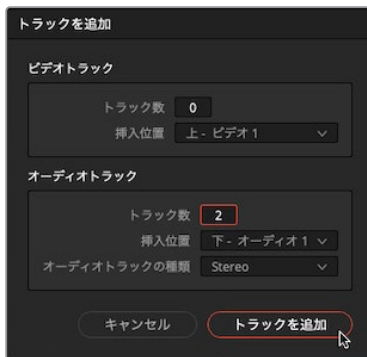 トラックを追加
ビデオトラック
トラック数 0
挿入位置 上 - ビデオ 1
オーディオトラック
トラック数 2
挿入位置 下 - オーディオ 1
オーディオトラックの種類 Stereo
キャンセル トラックを追加